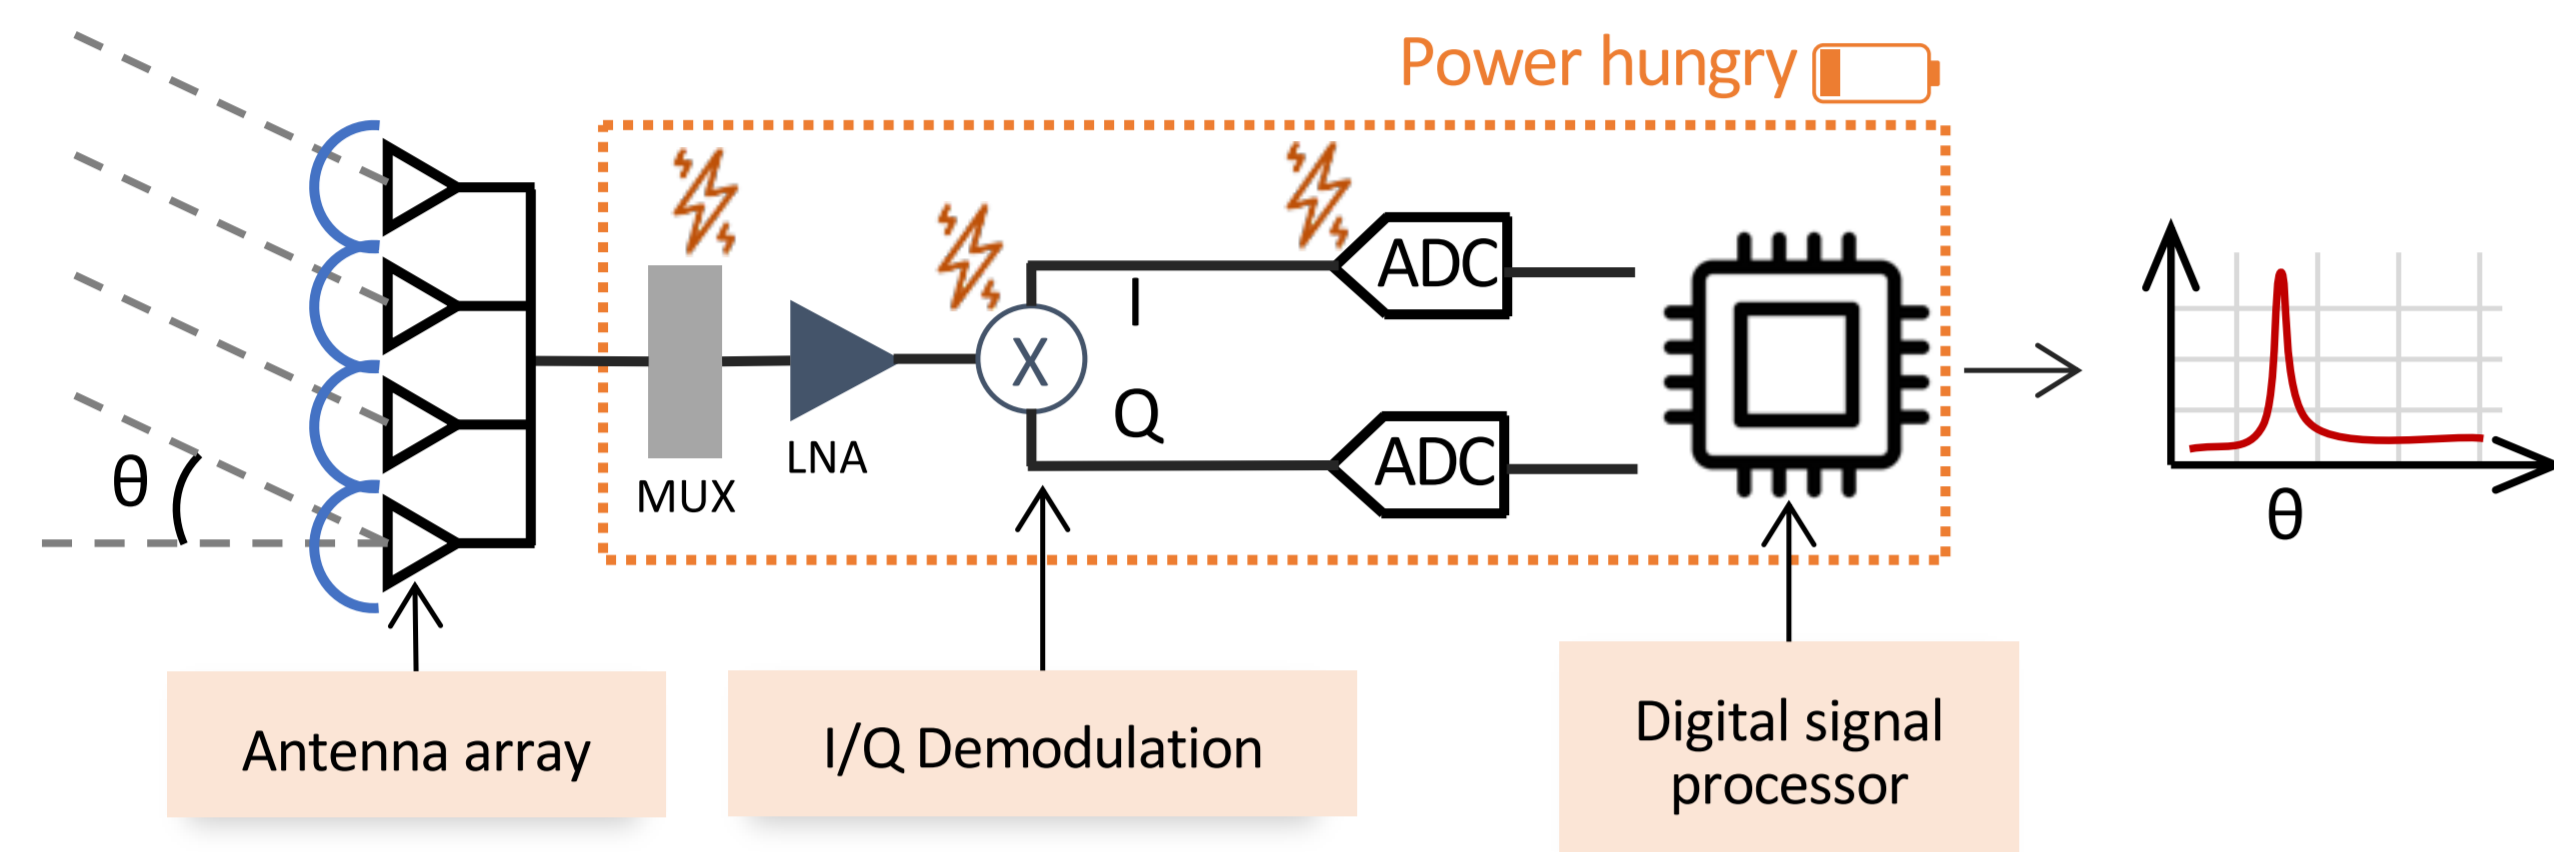 Power hungry
ADC
I
X
Q
ADC
LNA
MUX
θ
θ
Antenna array
I/Q Demodulation
Digital signal
processor